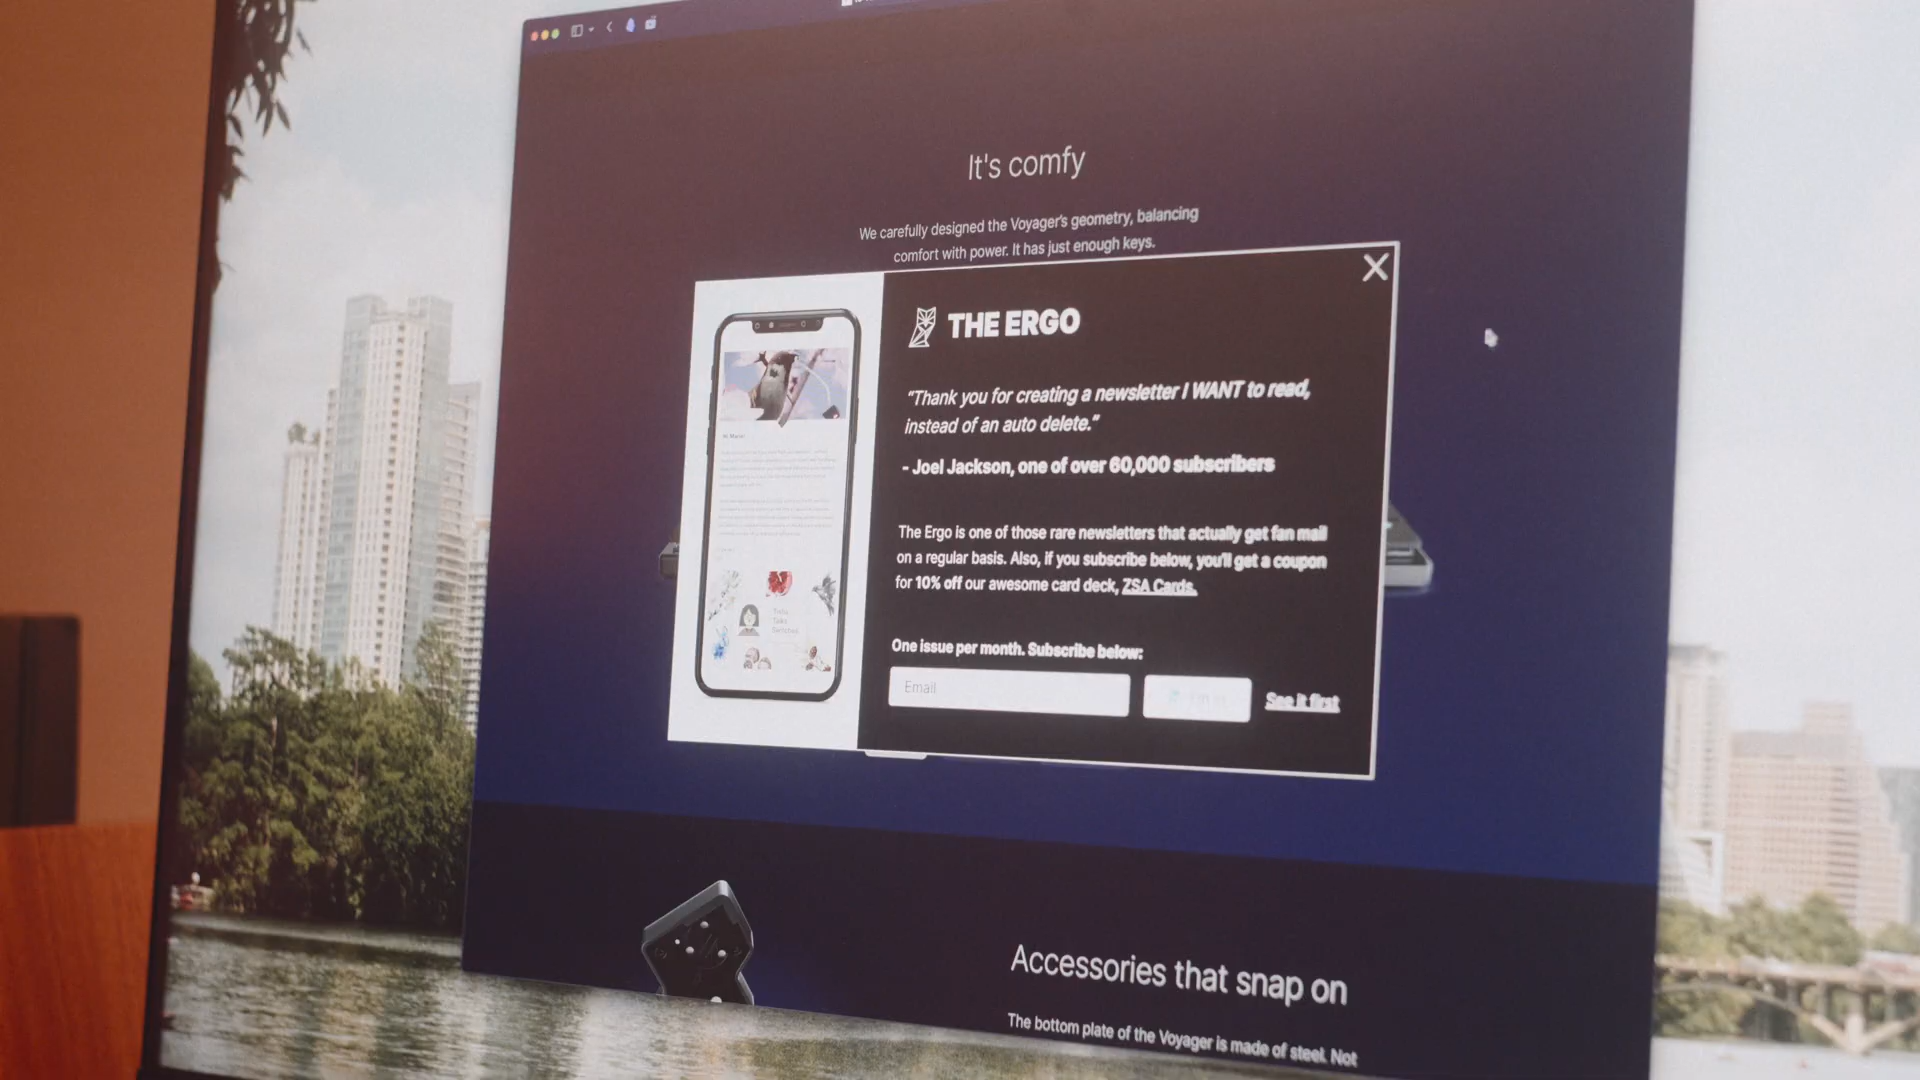 It's comfy
We carefully designed the Voyager's geometry, balancing
comfort with power. It has just enough keys.
THE ERGO
“Thank you for creating a newsletter I WANT to read,
instead of an auto delete.”
- Joel Jackson, one of over 60,000 subscribers
The Ergo is one of those rare newsletters that actually get fan mail
on a regular basis. Also, if you subscribe below, you'll get a coupon
for 10% off our awesome card deck, ZSA Cards.
One issue per month. Subscribe below:
Email
See it first
Accessories that snap on
The bottom plate of the Voyager is made of steel. Not